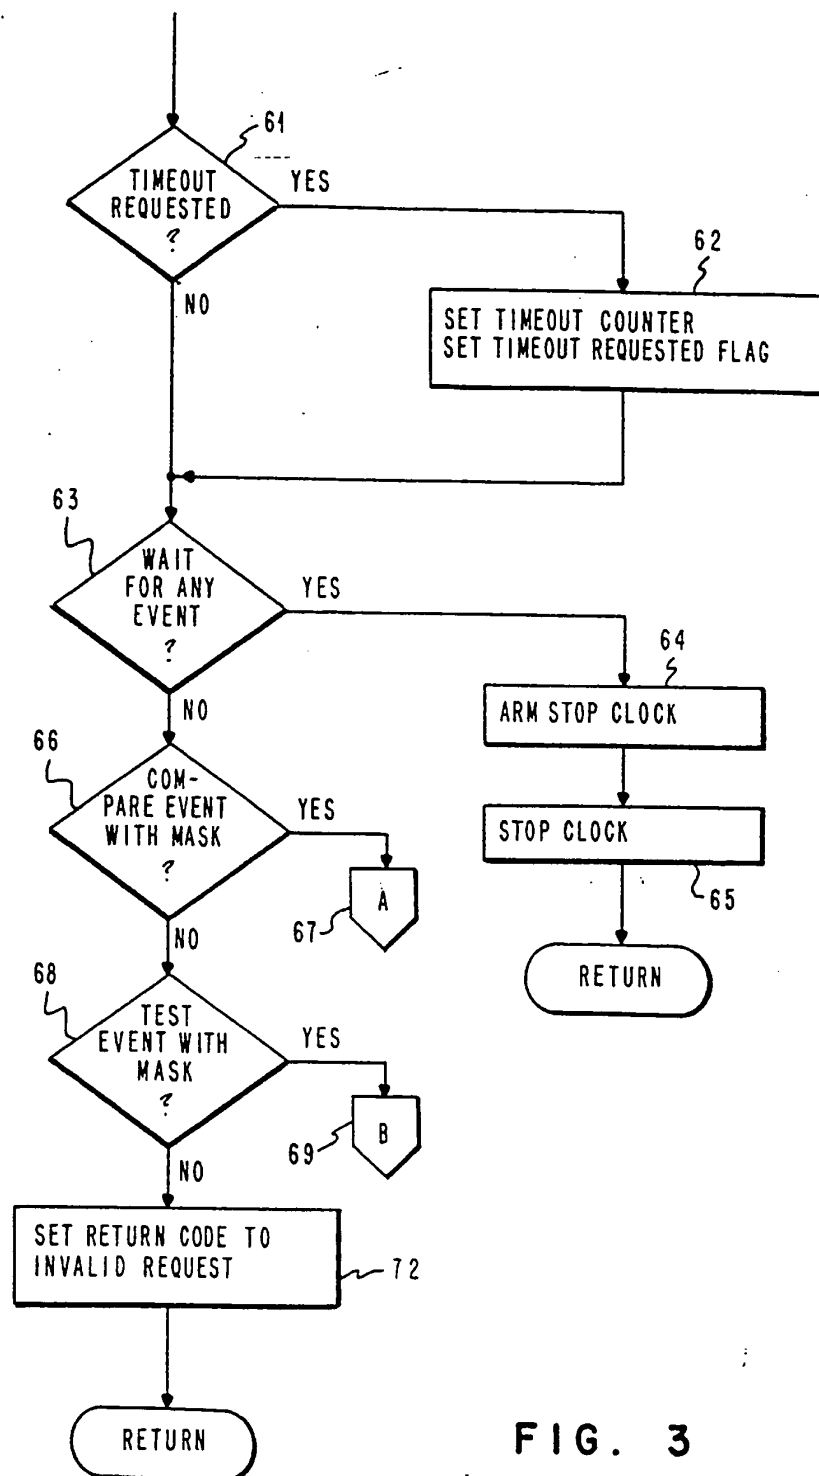 61
TIMEOUT
REQUESTED
?
YES
NO
62
SET TIMEOUT COUNTER
SET TIMEOUT REQUESTED FLAG
63
WAIT
FOR ANY
EVENT
?
YES
NO
64
ARM STOP CLOCK
STOP CLOCK
65
RETURN
66
COM-
PARE EVENT
WITH MASK
?
YES
NO
A
67
68
TEST
EVENT WITH
MASK
?
YES
NO
B
69
SET RETURN CODE TO
INVALID REQUEST
72
RETURN
FIG. 3